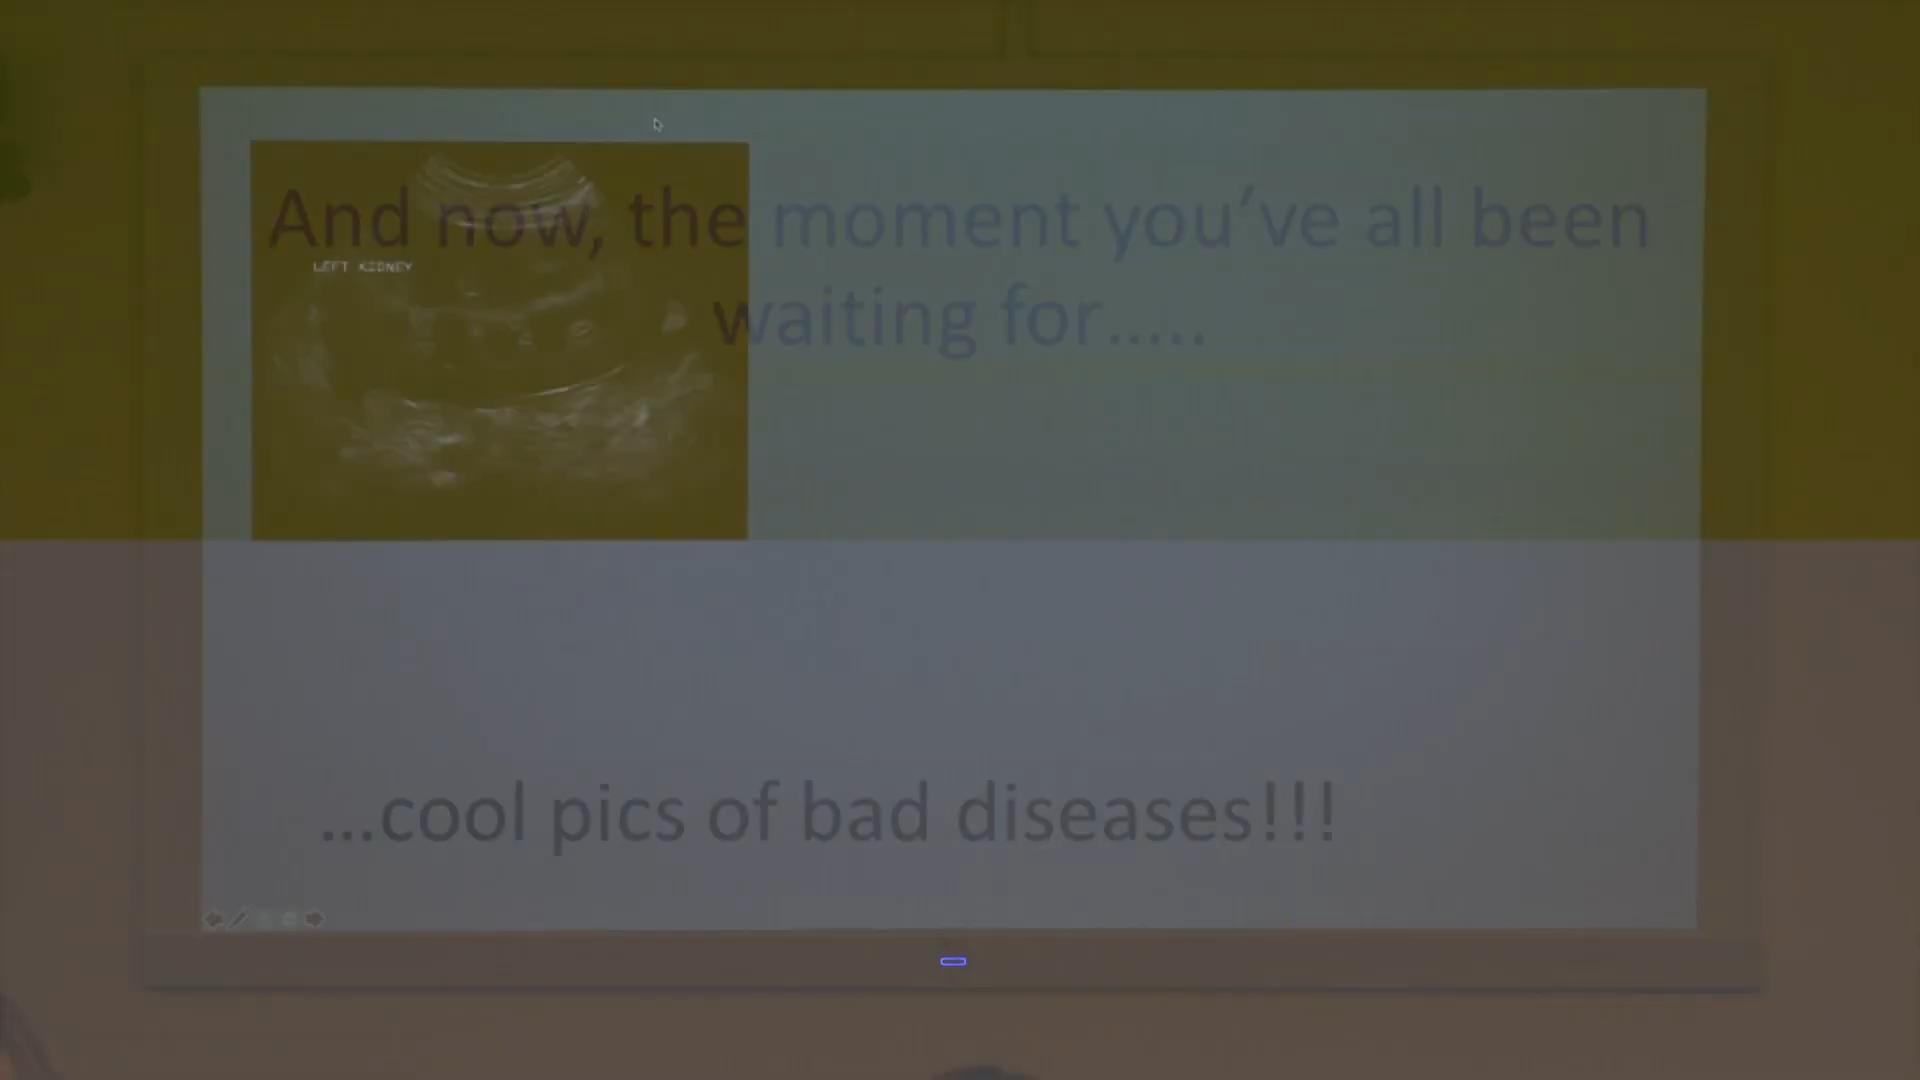 And now, the moment you've all been
waiting for.....
LEFT KIDNEY
...cool pics of bad diseases!!!